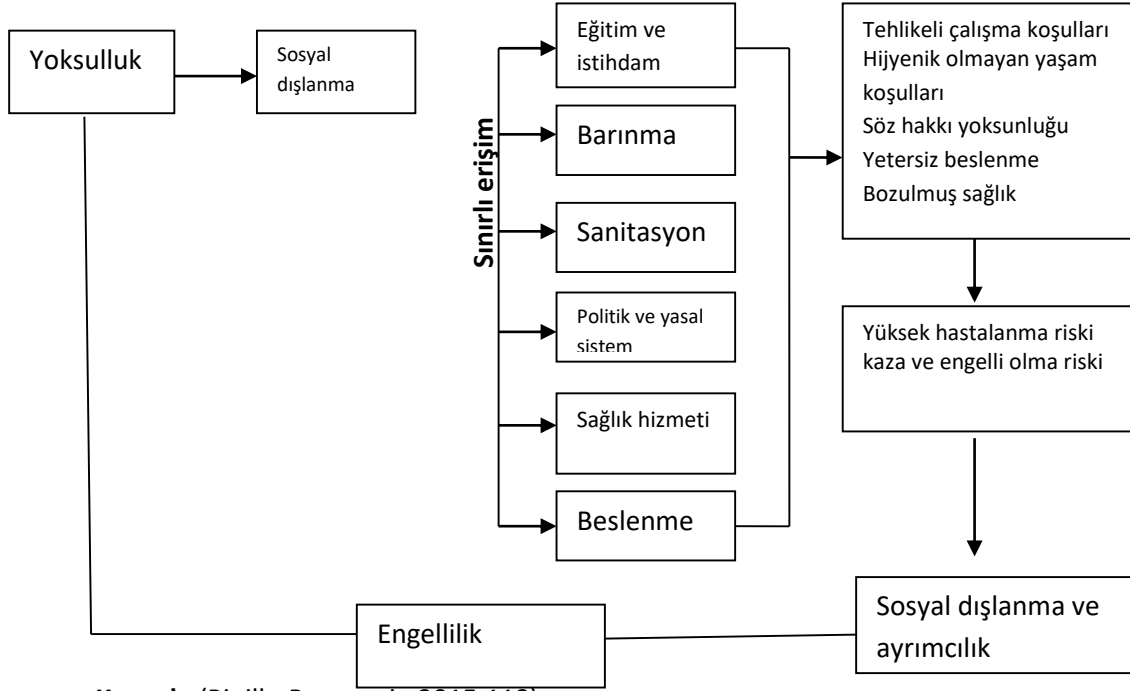 Yoksulluk
Sosyal
dışlanma
Sınırlı erişim
Eğitim ve
istihdam
Barınma
Sanitasyon
Politik ve yasal
sistem
Sağlık hizmeti
Beslenme
Tehlikeli çalışma koşulları
Hijyenik olmayan yaşam
koşulları
Söz hakkı yoksunluğu
Yetersiz beslenme
Bozulmuş sağlık
Yüksek hastalanma riski
kaza ve engelli olma riski
Sosyal dışlanma ve
ayrımcılık
Engellilik